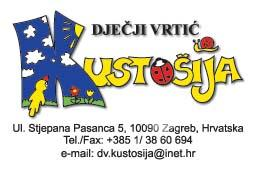 DJEČJI VRTIĆ
KUSTOŠIJA
Ul. Stjepana Pasanca 5, 10090 Zagreb, Hrvatska
Tel./Fax: +385 1/ 38 60 694
e-mail: dv.kustosija@inet.hr